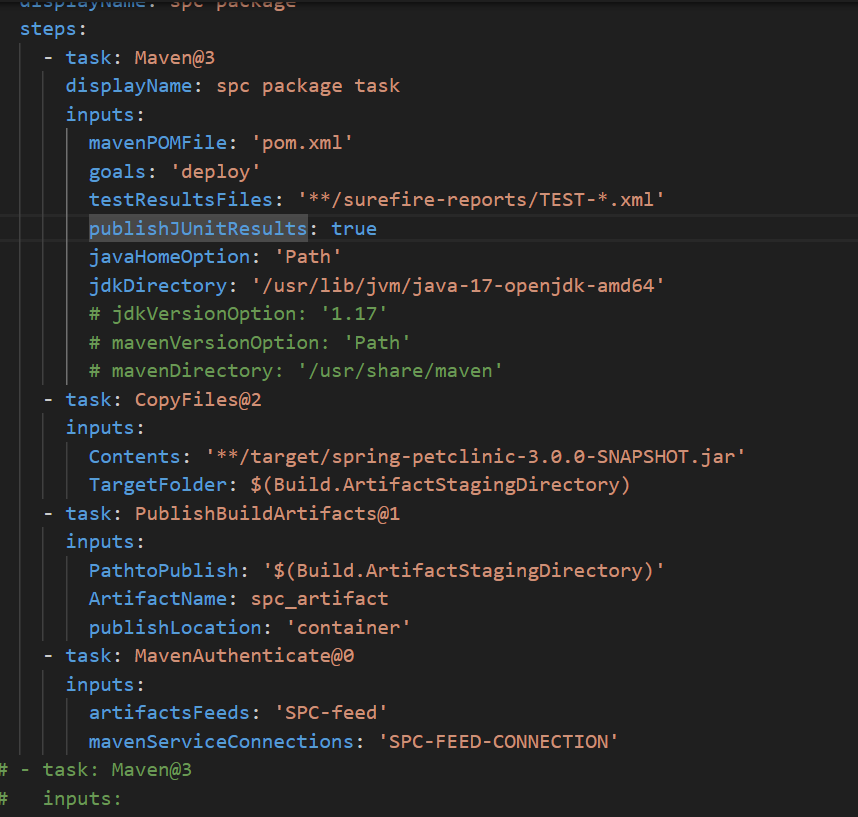 displayName: spc package
steps:
- task: Maven@3
displayName: spc package task
inputs:
mavenPOMFile: 'pom.xml'
goals: 'deploy'
testResultsFiles: '**/surefire-reports/TEST-*.xml'
publishJUnitResults: true
javaHomeOption: 'Path'
jdkDirectory: '/usr/lib/jvm/java-17-openjdk-amd64'
# jdkVersionOption: '1.17'
# mavenVersionOption: 'Path'
# mavenDirectory: '/usr/share/maven'
- task: CopyFiles@2
inputs:
Contents: '**/target/spring-petclinic-3.0.0-SNAPSHOT.jar'
TargetFolder: $(Build.ArtifactStagingDirectory)
- task: PublishBuildArtifacts@1
inputs:
PathtoPublish: '$(Build.ArtifactStagingDirectory)'
ArtifactName: spc_artifact
publishLocation: 'container'
- task: MavenAuthenticate@0
inputs:
artifactsFeeds: 'SPC-feed'
mavenServiceConnections: 'SPC-FEED-CONNECTION'
# - task: Maven@3
#   inputs: